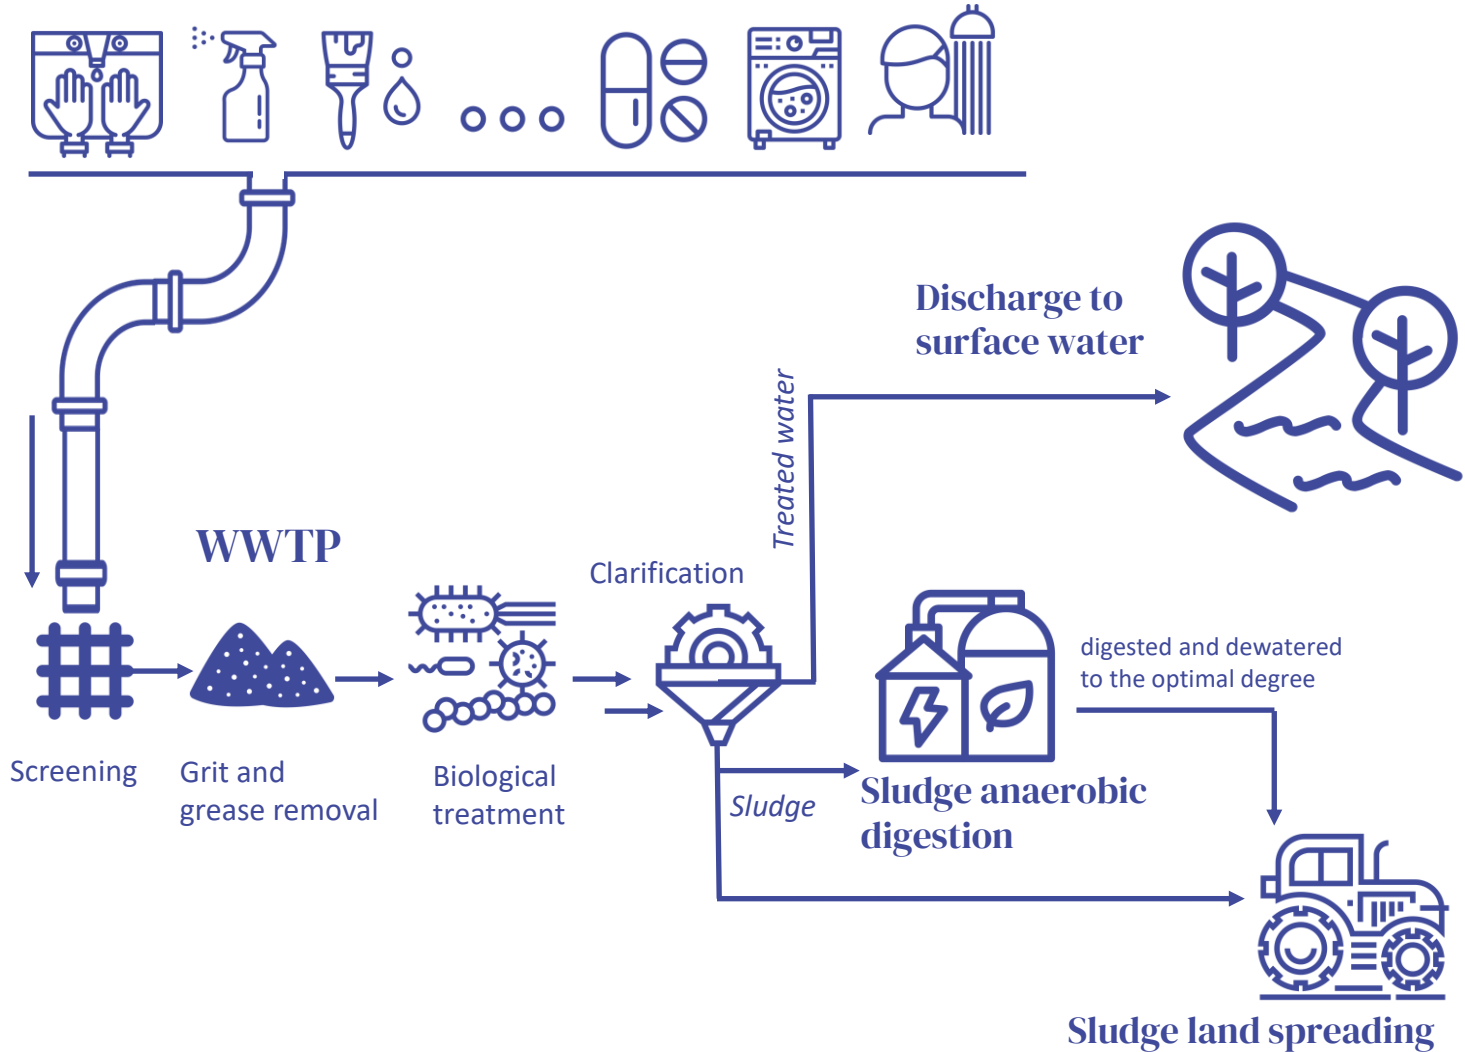 Discharge to
surface water
Treated water
WWTP
Clarification
digested and dewatered
to the optimal degree
Screening
Grit and
grease removal
Biological
treatment
Sludge
Sludge anaerobic
digestion
Sludge land spreading